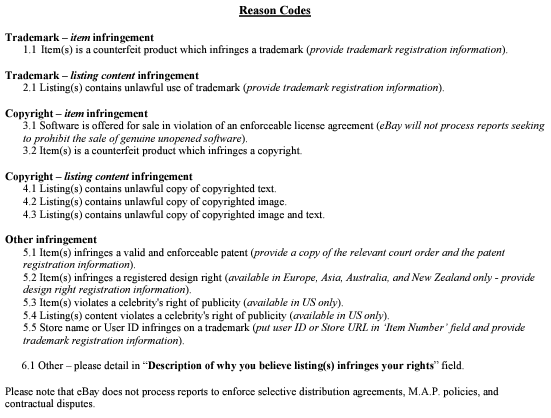 Reason Codes
Trademark – item infringement
1.1 Item(s) is a counterfeit product which infringes a trademark (provide trademark registration information).
Trademark – listing content infringement
2.1 Listing(s) contains unlawful use of trademark (provide trademark registration information).
Copyright – item infringement
3.1 Software is offered for sale in violation of an enforceable license agreement (eBay will not process reports seeking
to prohibit the sale of genuine unopened software).
3.2 Item(s) is a counterfeit product which infringes a copyright.
Copyright – listing content infringement
4.1 Listing(s) contains unlawful copy of copyrighted text.
4.2 Listing(s) contains unlawful copy of copyrighted image.
4.3 Listing(s) contains unlawful copy of copyrighted image and text.
Other infringement
5.1 Item(s) infringes a valid and enforceable patent (provide a copy of the relevant court order and the patent
registration information).
5.2 Item(s) infringes a registered design right (available in Europe, Asia, Australia, and New Zealand only - provide
design right registration information).
5.3 Item(s) violates a celebrity's right of publicity (available in US only).
5.4 Listing(s) content violates a celebrity's right of publicity (available in US only).
5.5 Store name or User ID infringes on a trademark (put user ID or Store URL in ‘Item Number’ field and provide
trademark registration information).
6.1 Other – please detail in “Description of why you believe listing(s) infringes your rights” field.
Please note that eBay does not process reports to enforce selective distribution agreements, M.A.P. policies, and
contractual disputes.